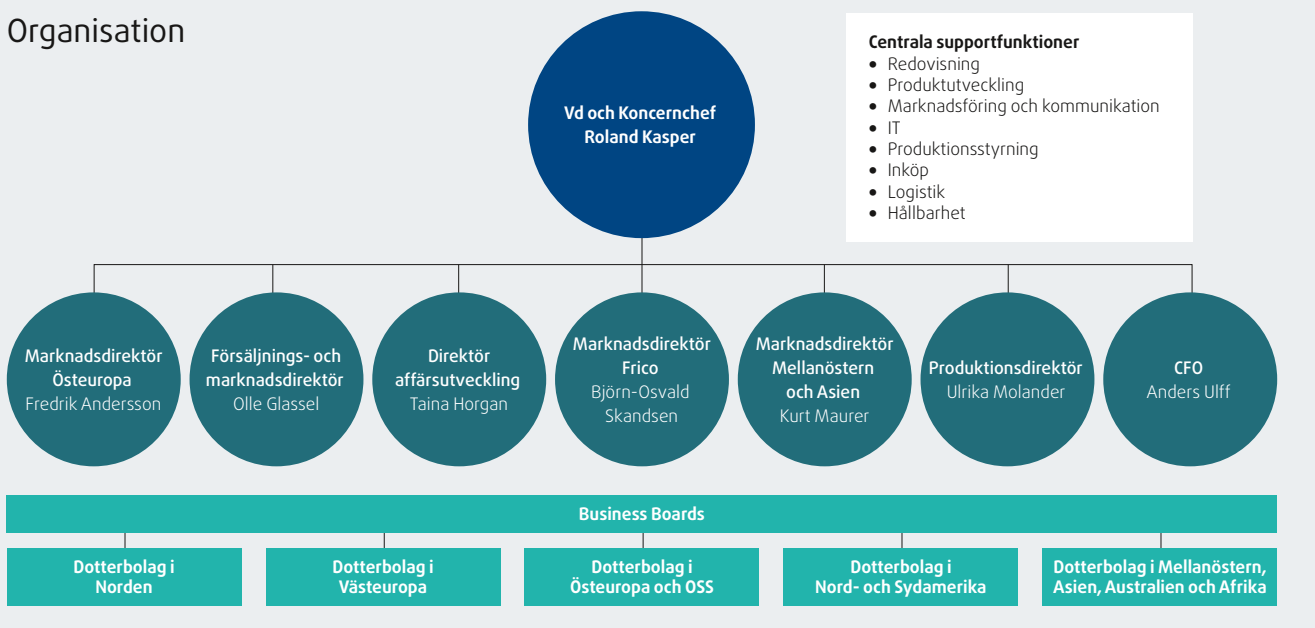 Organisation
Vd och Koncernchef
Roland Kasper
Centrala supportfunktioner
• Redovisning
• Produktutveckling
• Marknadsföring och kommunikation
• IT
• Produktionsstyrning
• Inköp
• Logistik
• Hållbarhet
Marknadsdirektör
Östeuropa
Fredrik Andersson
Försäljnings- och
marknadsdirektör
Olle Glassel
Direktör
affärsutveckling
Taina Horgan
Marknadsdirektör
Frico
Björn-Osvald
Skandsen
Marknadsdirektör
Mellanöstern
och Asien
Kurt Maurer
Produktionsdirektör
Ulrika Molander
CFO
Anders Ulff
Business Boards
Dotterbolag i
Norden
Dotterbolag i
Västeuropa
Dotterbolag i
Östeuropa och OSS
Dotterbolag i
Nord- och Sydamerika
Dotterbolag i Mellanöstern,
Asien, Australien och Afrika